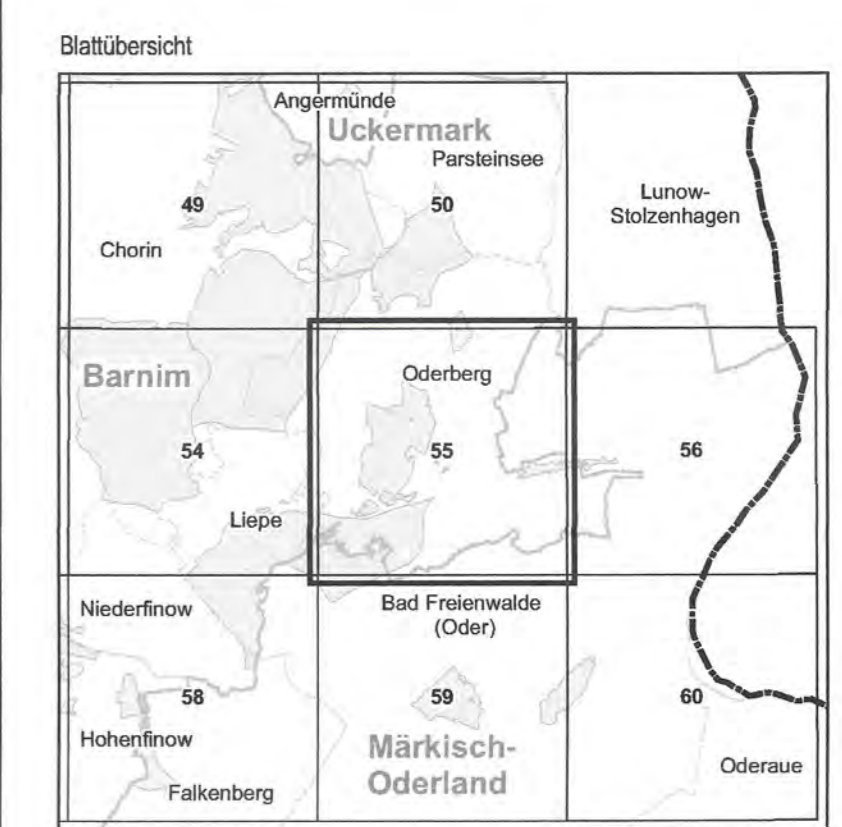 Blattübersicht
Angermünde
Uckermark
Parsteinsee
49
50
Lunow-
Stolzenhagen
Chorin
Barnim
Oderberg
54
55
56
Liepe
Niederfinow
Bad Freienwalde
(Oder)
58
59
60
Hohenfinow
Märkisch-
Oderland
Oderaue
Falkenberg